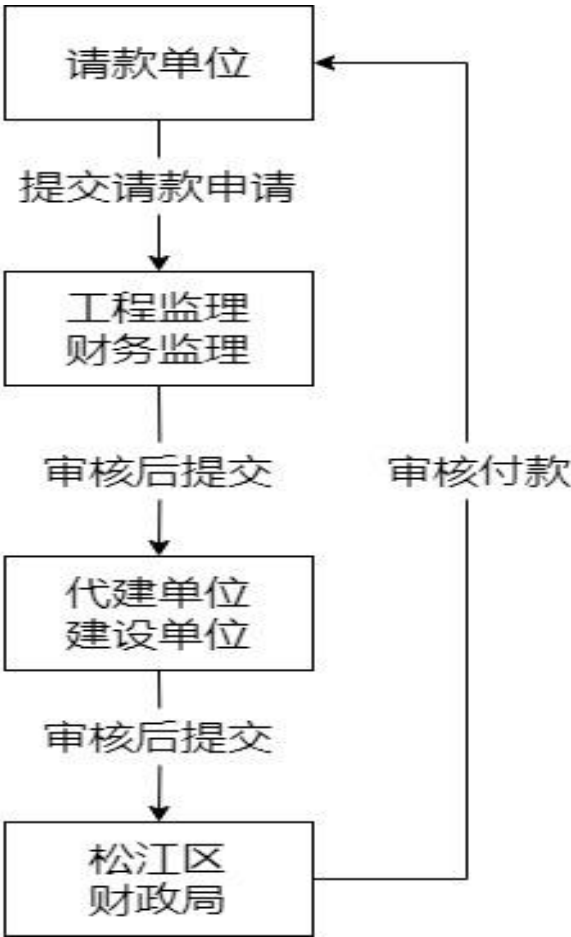 请款单位
提交请款申请
工程监理
财务监理
审核后提交
审核付款
代建单位
建设单位
审核后提交
松江区
财政局